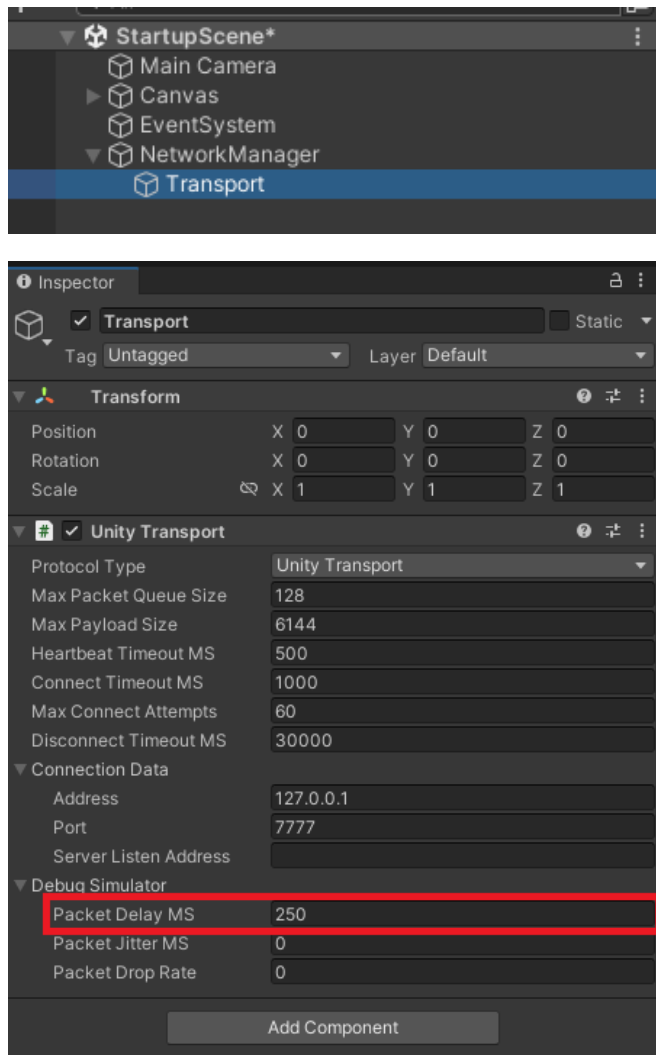 StartupScene*
Main Camera
Canvas
EventSystem
NetworkManager
Transport
Inspector
Transport Static
Tag Untagged Layer Default
Transform
Position X 0 Y 0 Z 0
Rotation X 0 Y 0 Z 0
Scale X 1 Y 1 Z 1
# Unity Transport
Protocol Type Unity Transport
Max Packet Queue Size 128
Max Payload Size 6144
Heartbeat Timeout MS 500
Connect Timeout MS 1000
Max Connect Attempts 60
Disconnect Timeout MS 30000
Connection Data
Address 127.0.0.1
Port 7777
Server Listen Address
Debug Simulator
Packet Delay MS 250
Packet Jitter MS 0
Packet Drop Rate 0
Add Component